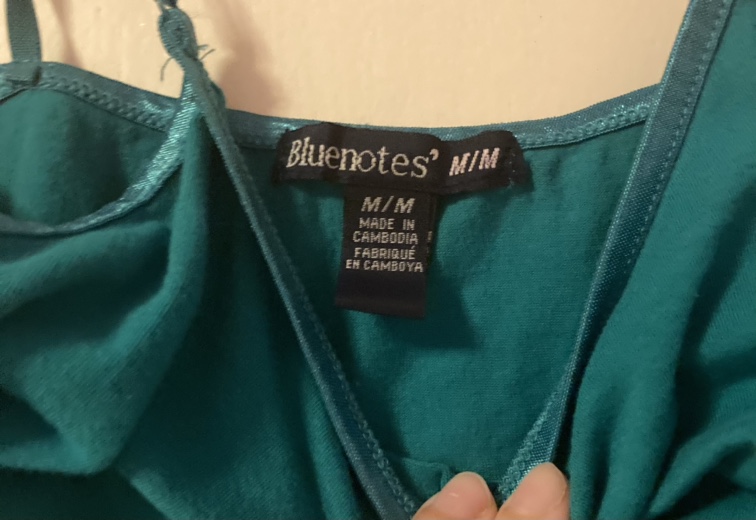 Bluenotes' M/M
M/M
MADE IN
CAMBODIA
FABRIQUÉ
EN CAMBOYA